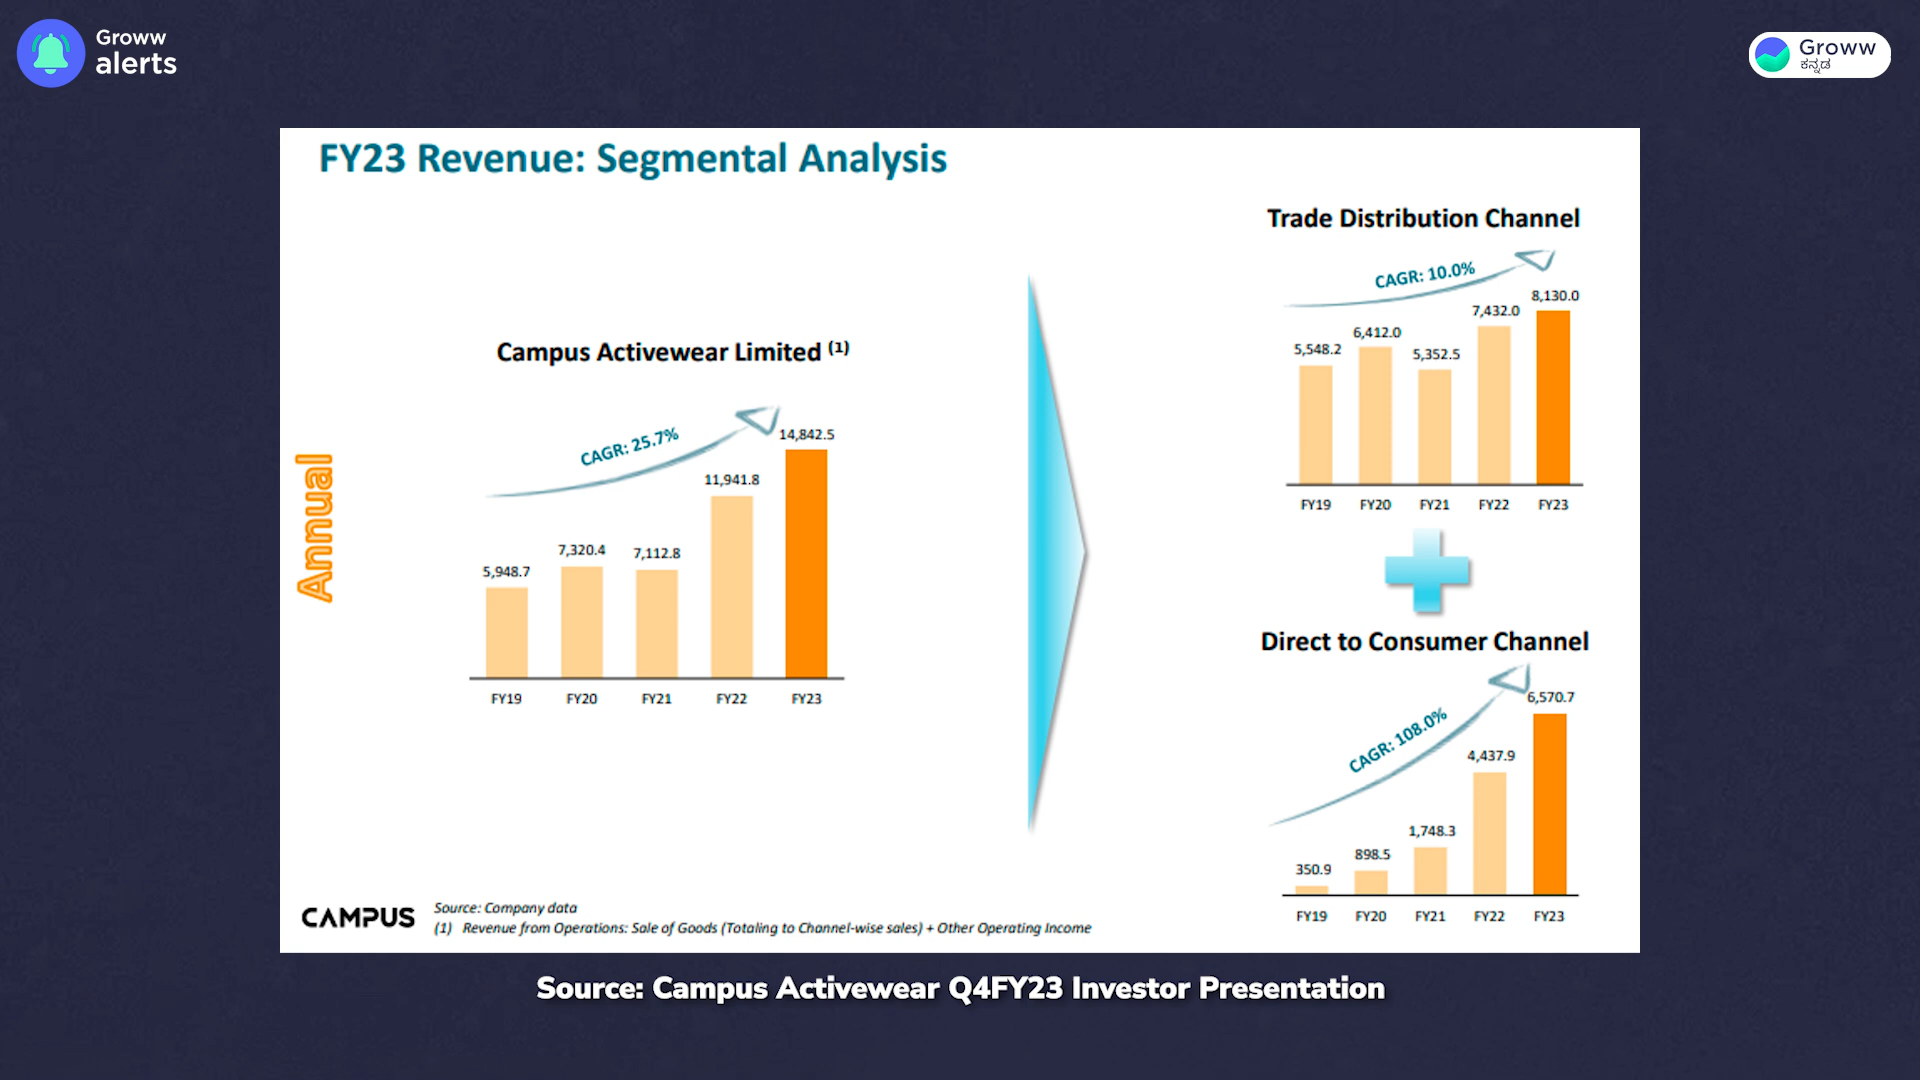 Groww
alerts
Groww
ಕನ್ನಡ
FY23 Revenue: Segmental Analysis
Annual
Campus Activewear Limited (1)
CAGR: 25.7%
14,842.5
11,941.8
7,320.4
7,112.8
5,948.7
FY19 FY20 FY21 FY22 FY23
Trade Distribution Channel
CAGR: 10.0%
8,130.0
7,432.0
6,412.0
5,548.2
5,352.5
FY19 FY20 FY21 FY22 FY23
Direct to Consumer Channel
6,570.7
CAGR: 108.0%
4,437.9
1,748.3
898.5
350.9
FY19 FY20 FY21 FY22 FY23
CAMPUS
Source: Company data
(1) Revenue from Operations: Sale of Goods (Totaling to Channel-wise sales) + Other Operating Income
Source: Campus Activewear Q4FY23 Investor Presentation